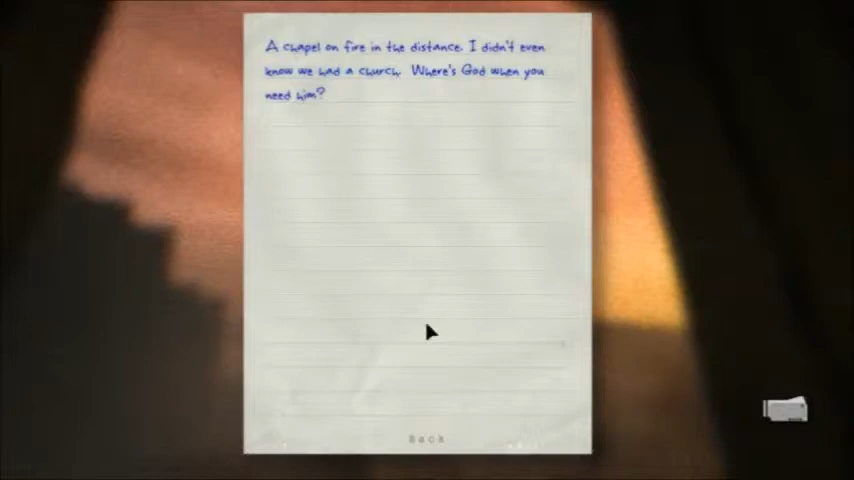 A chapel on fire in the distance. I didn't even
know we had a church. Where's God when you
need him?
Back